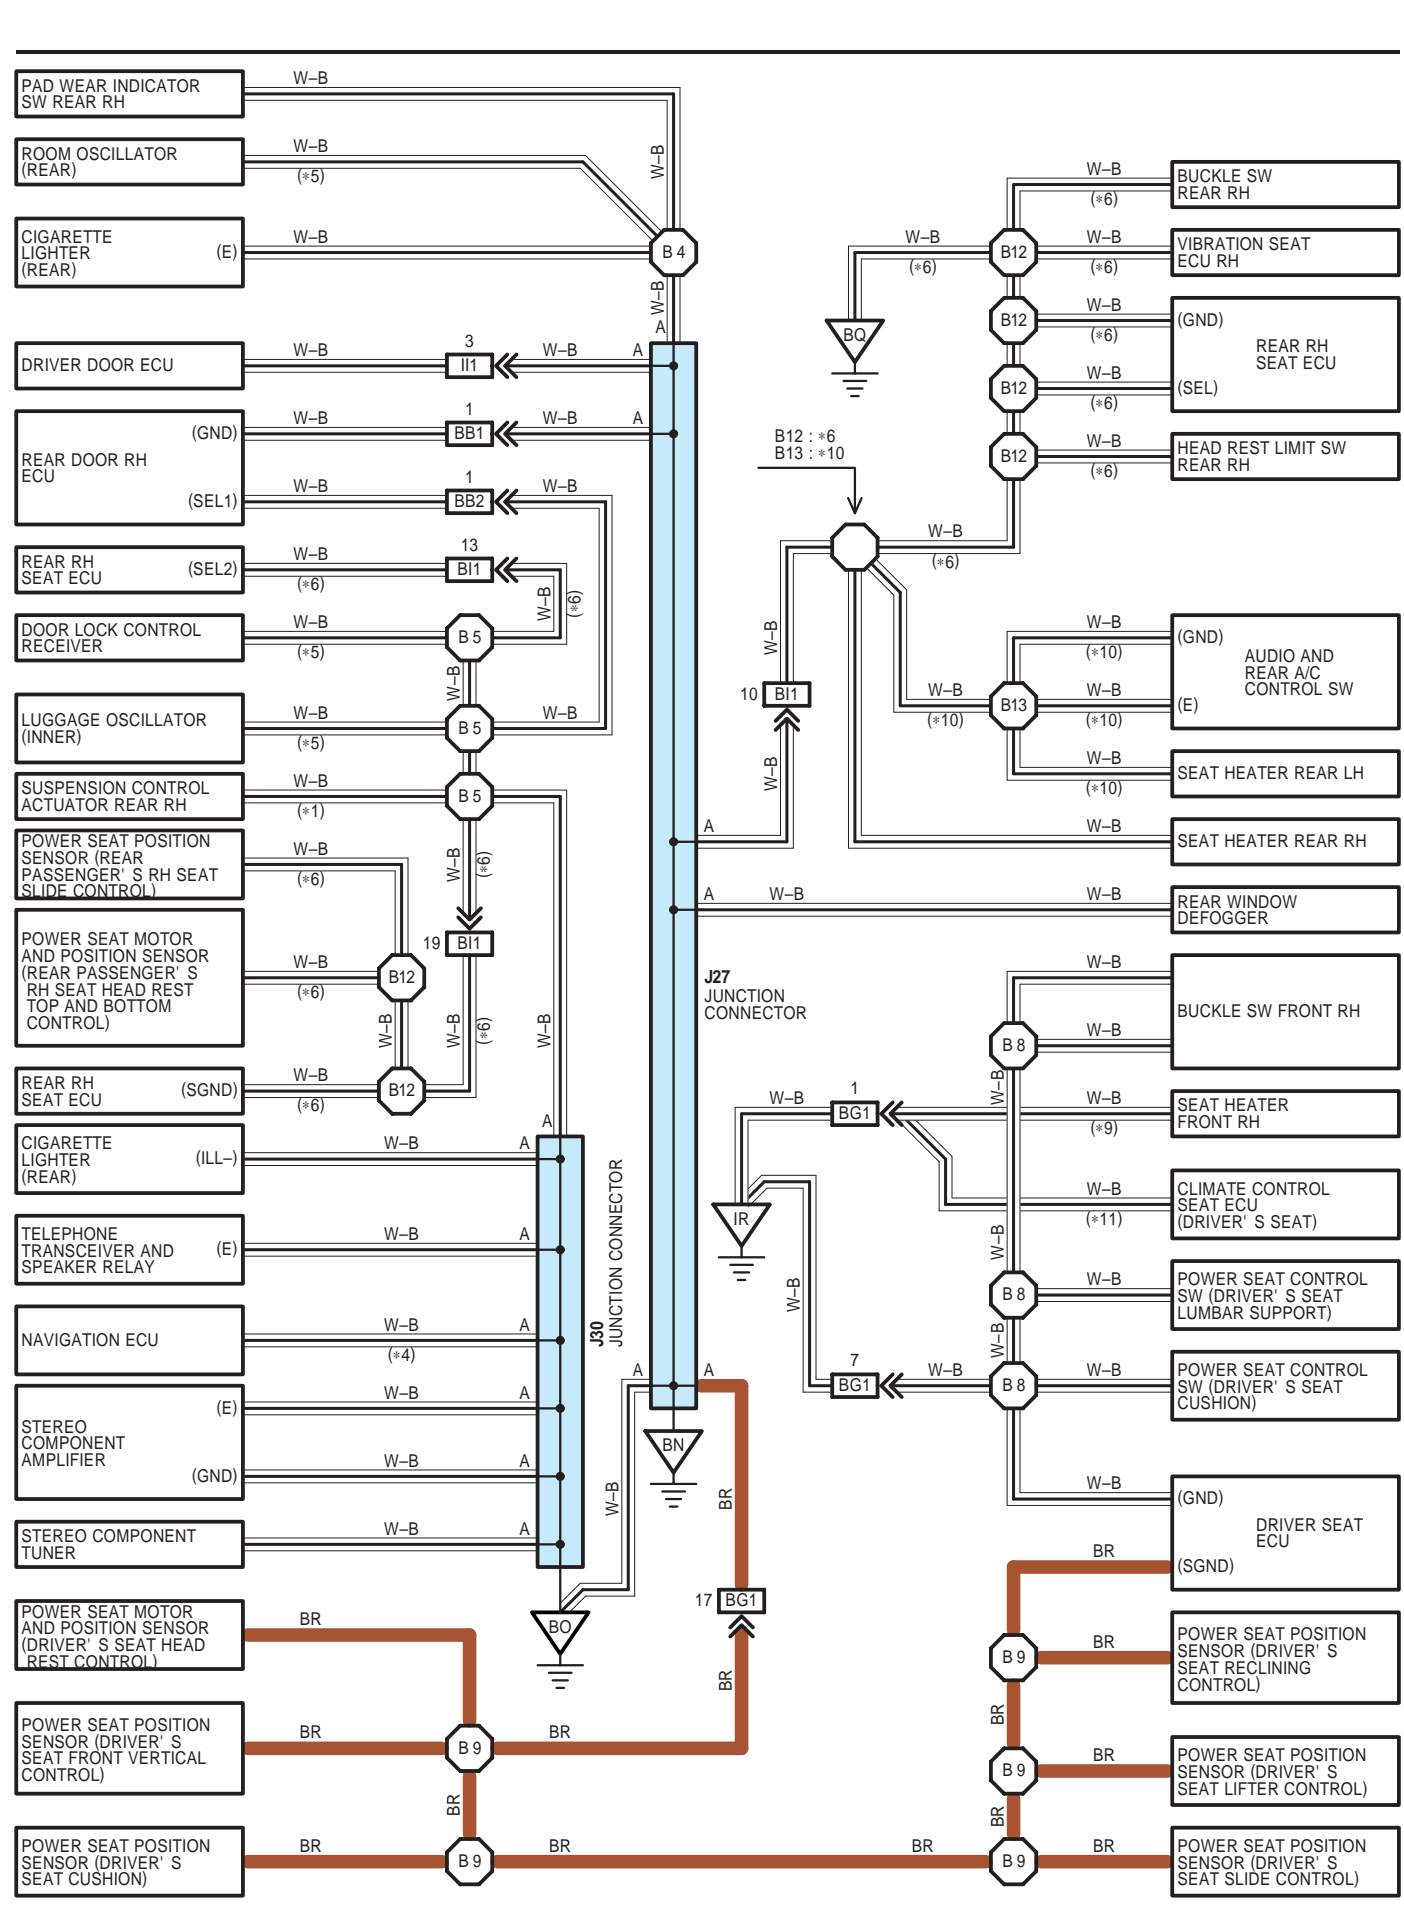 PAD WEAR INDICATOR
SW REAR RH
W–B
ROOM OSCILLATOR
(REAR)
W–B
(∗5)
CIGARETTE
LIGHTER
(REAR)
(E)
W–B
W–B
B 4
W–B
A
DRIVER DOOR ECU
W–B
3
II1
W–B
A
REAR DOOR RH
ECU
(GND)
W–B
1
BB1
W–B
A
(SEL1)
W–B
1
BB2
W–B
REAR RH
SEAT ECU
(SEL2)
W–B
(∗6)
13
BI1
W–B
(∗6)
DOOR LOCK CONTROL
RECEIVER
W–B
(∗5)
B 5
W–B
LUGGAGE OSCILLATOR
(INNER)
W–B
(∗5)
B 5
W–B
SUSPENSION CONTROL
ACTUATOR REAR RH
W–B
(∗1)
B 5
POWER SEAT POSITION
SENSOR (REAR
PASSENGER' S RH SEAT
SLIDE CONTROL)
W–B
(∗6)
W–B
(∗6)
19
BI1
POWER SEAT MOTOR
AND POSITION SENSOR
(REAR PASSENGER' S
RH SEAT HEAD REST
TOP AND BOTTOM
CONTROL)
W–B
(∗6)
B12
W–B
W–B
(∗6)
W–B
REAR RH
SEAT ECU
(SGND)
W–B
(∗6)
B12
A
CIGARETTE
LIGHTER
(REAR)
(ILL–)
W–B
A
TELEPHONE
TRANSCEIVER AND
SPEAKER RELAY
(E)
W–B
A
NAVIGATION ECU
W–B
(∗4)
A
STEREO
COMPONENT
AMPLIFIER
(E)
W–B
A
(GND)
W–B
A
STEREO COMPONENT
TUNER
W–B
A
J30
JUNCTION CONNECTOR
BO
W–B
A
BN
A
BR
17
BG1
BR
POWER SEAT MOTOR
AND POSITION SENSOR
(DRIVER' S SEAT HEAD
REST CONTROL)
BR
POWER SEAT POSITION
SENSOR (DRIVER' S
SEAT FRONT VERTICAL
CONTROL)
BR
B 9
BR
BR
POWER SEAT POSITION
SENSOR (DRIVER' S
SEAT CUSHION)
BR
B 9
BR
BR
B 9
BR
J27
JUNCTION
CONNECTOR
W–B
(∗6)
BUCKLE SW
REAR RH
W–B
(∗6)
BQ
B12
W–B
(∗6)
VIBRATION SEAT
ECU RH
B12
W–B
(∗6)
(GND)
REAR RH
SEAT ECU
B12
W–B
(∗6)
(SEL)
B12
W–B
(∗6)
HEAD REST LIMIT SW
REAR RH
B12 : ∗6
B13 : ∗10
W–B
(∗6)
W–B
10
BI1
W–B
A
W–B
(∗10)
B13
W–B
(∗10)
(GND)
AUDIO AND
REAR A/C
CONTROL SW
W–B
(∗10)
(E)
W–B
(∗10)
SEAT HEATER REAR LH
W–B
SEAT HEATER REAR RH
A
W–B
W–B
REAR WINDOW
DEFOGGER
W–B
BUCKLE SW FRONT RH
B 8
W–B
W–B
W–B
1
BG1
W–B
(∗9)
SEAT HEATER
FRONT RH
IR
W–B
(∗11)
CLIMATE CONTROL
SEAT ECU
(DRIVER' S SEAT)
W–B
B 8
W–B
POWER SEAT CONTROL
SW (DRIVER' S SEAT
LUMBAR SUPPORT)
W–B
W–B
7
BG1
W–B
B 8
W–B
POWER SEAT CONTROL
SW (DRIVER' S SEAT
CUSHION)
W–B
(GND)
DRIVER SEAT
ECU
BR
(SGND)
B 9
BR
POWER SEAT POSITION
SENSOR (DRIVER' S
SEAT RECLINING
CONTROL)
BR
B 9
BR
POWER SEAT POSITION
SENSOR (DRIVER' S
SEAT LIFTER CONTROL)
BR
POWER SEAT POSITION
SENSOR (DRIVER' S
SEAT SLIDE CONTROL)